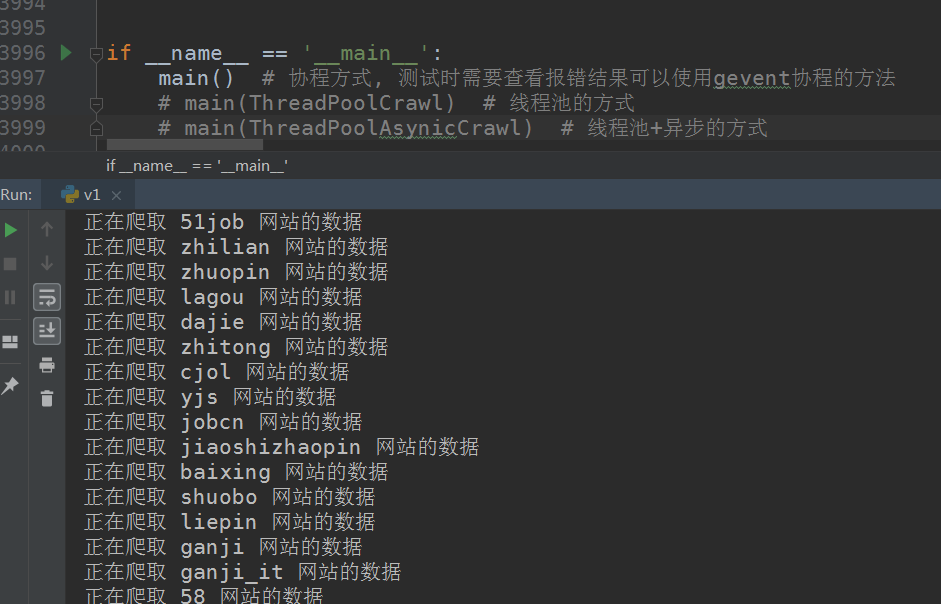 3994
3995
3996 if __name__ == '__main__':
3997 main()  # 协程方式, 测试时需要查看报错结果可以使用gevent协程的方法
3998 # main(ThreadPoolCrawl)  # 线程池的方式
3999 # main(ThreadPoolAsynicCrawl)  # 线程池+异步的方式
4000
if __name__ == '__main__'
Run: v1
正在爬取 51job 网站的数据
正在爬取 zhilian 网站的数据
正在爬取 zhuopin 网站的数据
正在爬取 lagou 网站的数据
正在爬取 dajie 网站的数据
正在爬取 zhitong 网站的数据
正在爬取 cjol 网站的数据
正在爬取 yjs 网站的数据
正在爬取 jobcn 网站的数据
正在爬取 jiaoshizhaopin 网站的数据
正在爬取 baixing 网站的数据
正在爬取 shuobo 网站的数据
正在爬取 liepin 网站的数据
正在爬取 ganji 网站的数据
正在爬取 ganji_it 网站的数据
正在爬取 58 网站的数据